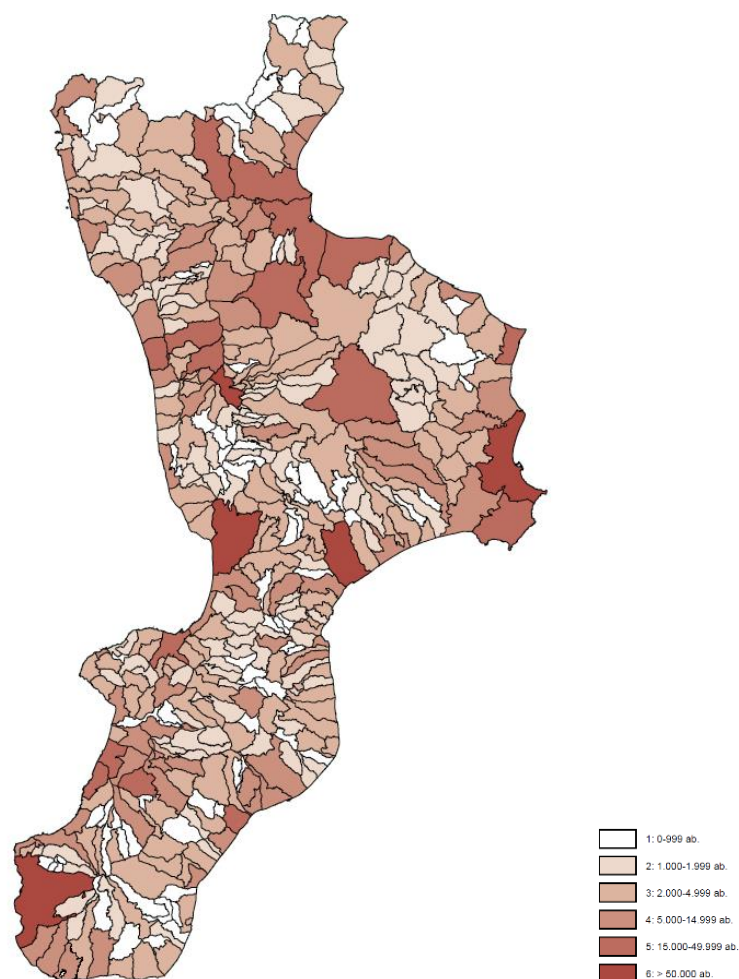 1: 0-999 ab.
2: 1.000-1.999 ab.
3: 2.000-4.999 ab.
4: 5.000-14.999 ab.
5: 15.000-49.999 ab.
6: > 50.000 ab.